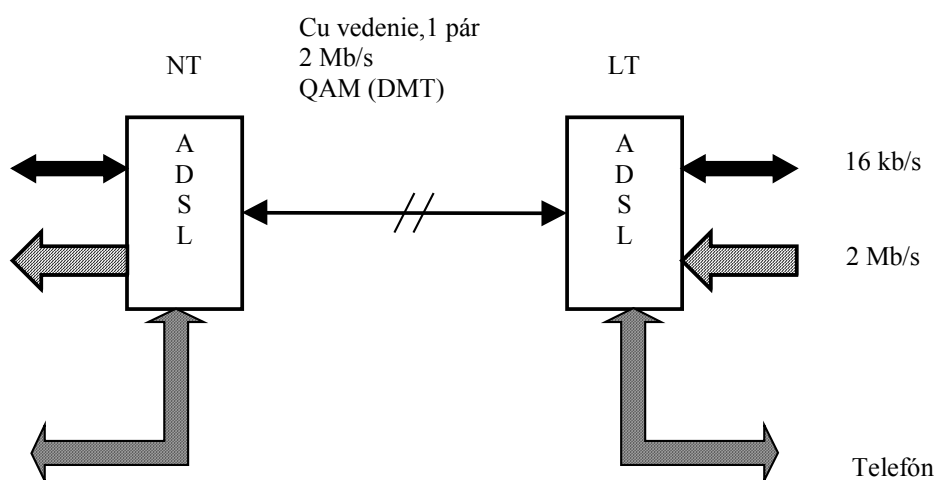 Cu vedenie,1 pár
2 Mb/s
QAM (DMT)
NT
LT
A
D
S
L
A
D
S
L
16 kb/s
2 Mb/s
Telefón